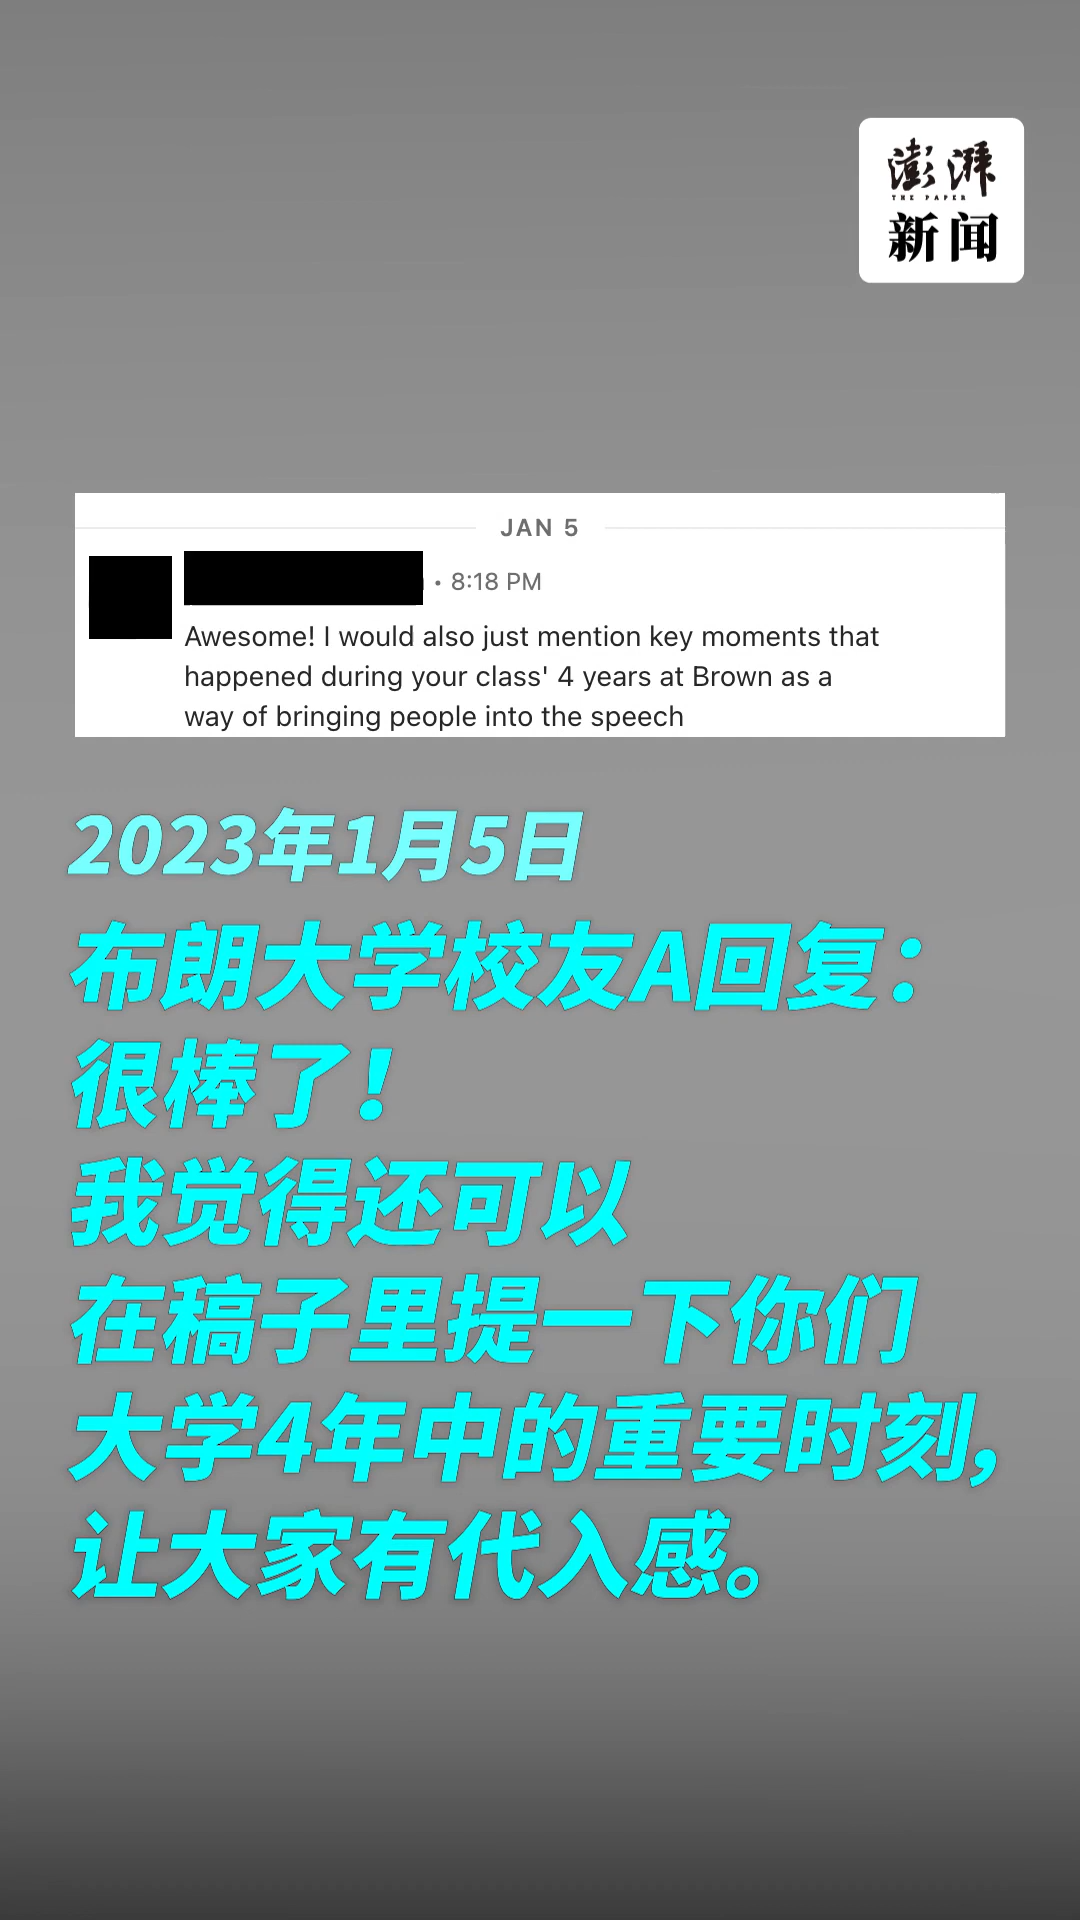 澎湃
THE PAPER
新闻
JAN 5
• 8:18 PM
Awesome! I would also just mention key moments that
happened during your class' 4 years at Brown as a
way of bringing people into the speech
2023年1月5日
布朗大学校友A回复：
很棒了！
我觉得还可以
在稿子里提一下你们
大学4年中的重要时刻，
让大家有代入感。